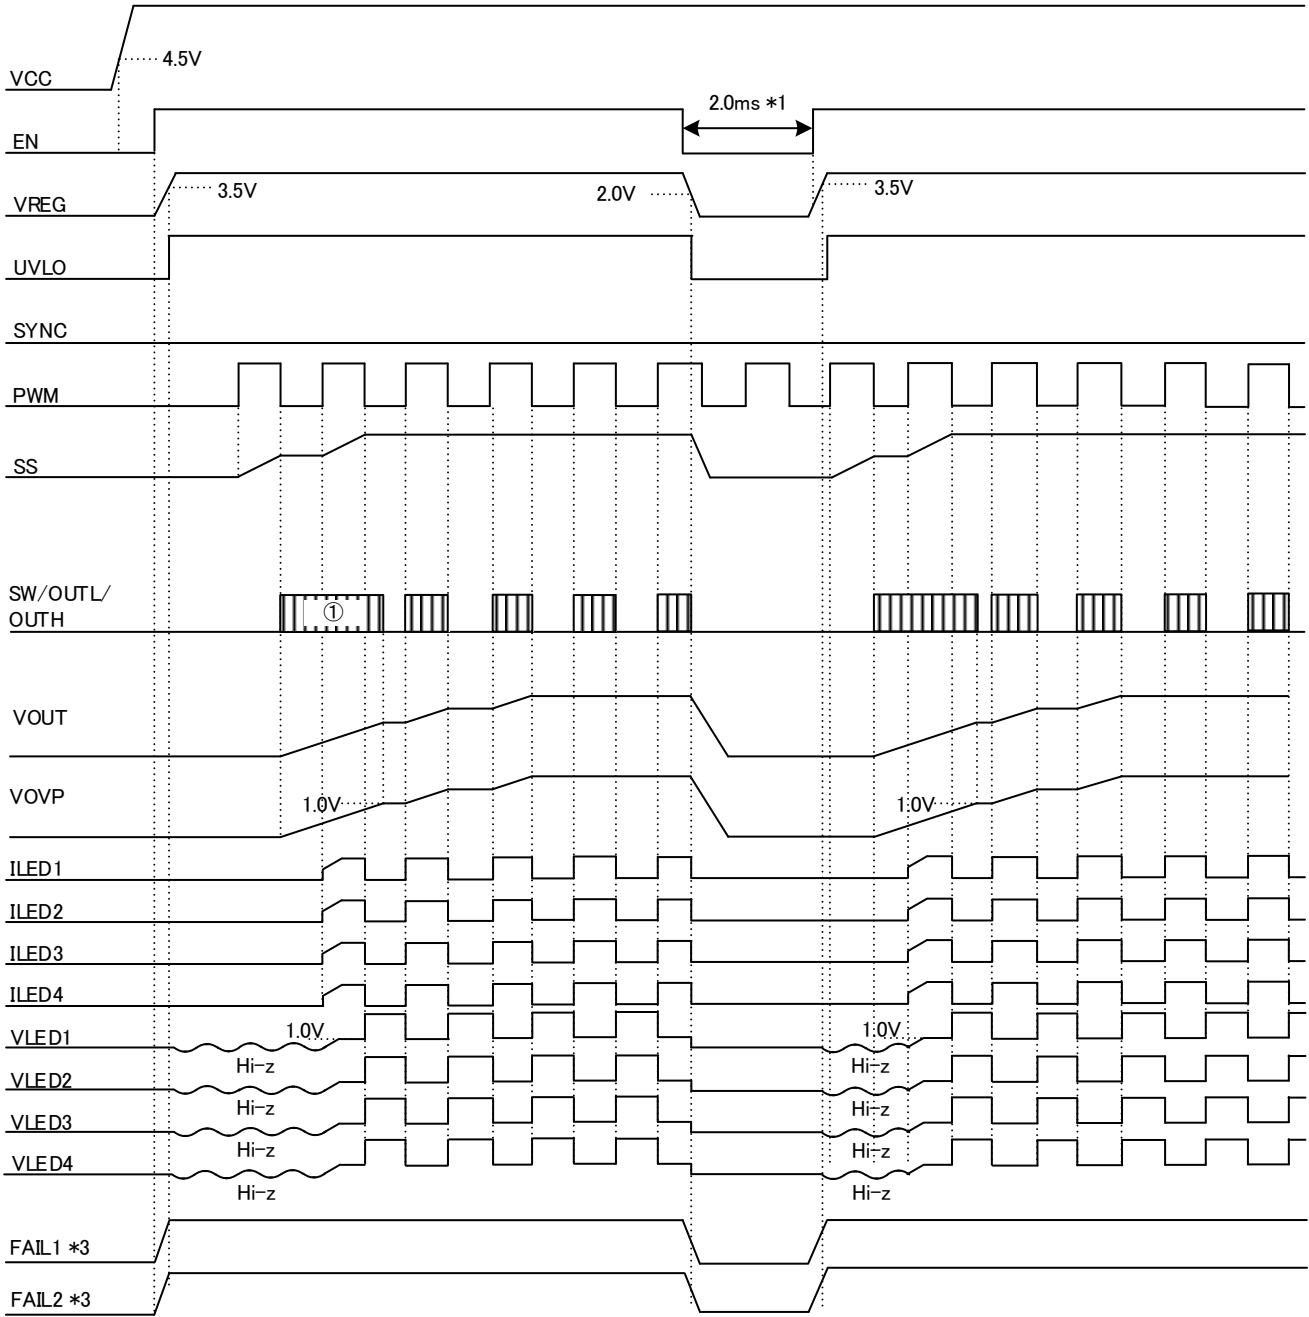 4.5V
VCC
2.0ms *1
EN
3.5V
2.0V
3.5V
VREG
UVLO
SYNC
PWM
SS
SW/OUTL/
OUTH
①
VOUT
VOVP
1.0V
1.0V
ILED1
ILED2
ILED3
ILED4
VLED1
1.0V
1.0V
Hi-z
Hi-z
VLED2
Hi-z
Hi-z
VLED3
Hi-z
Hi-z
VLED4
Hi-z
Hi-z
FAIL1 *3
FAIL2 *3